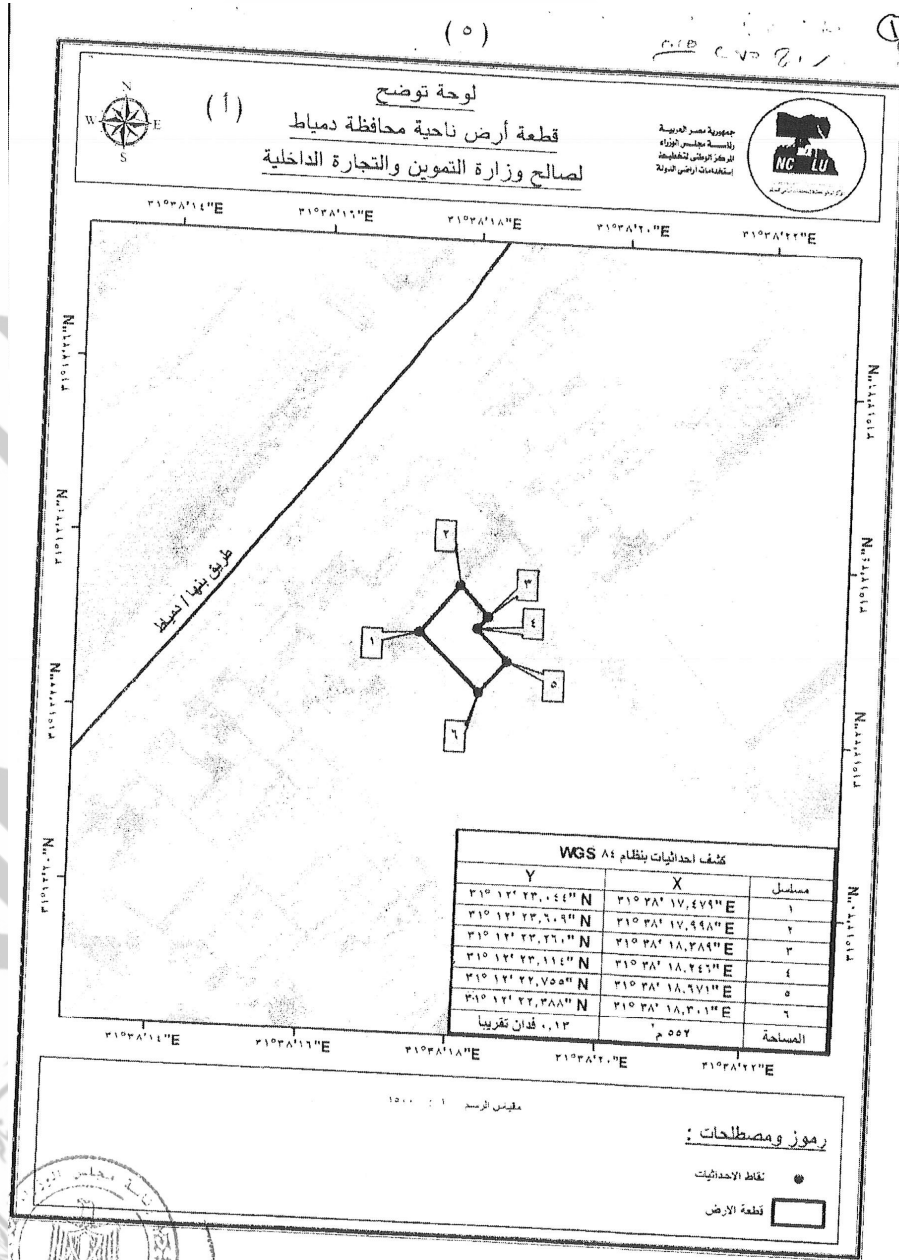 ( ٥ )
لوحة توضح
( أ )
قطعة أرض ناحية محافظة دمياط
لصالح وزارة التموين والتجارة الداخلية
جمهورية مصر العربية
رئاسة مجلس الوزراء
المركز الوطنى لتخطيط
إستخدامات اراضى الدولة
NC LU
N
W E
S
٣١°٣٨'١٤"E ٣١°٣٨'١٦"E ٣١°٣٨'١٨"E ٣١°٣٨'٢٠"E ٣١°٣٨'٢٢"E
طريق بنها / دمياط
٢
٣
٤
١
٥
٦
كشف احداثيات بنظام WGS ٨٤
مسلسل X Y
١ ٣١° ٣٨' ١٧,٤٧٩" E ٣١° ١٢' ٢٣,٠٤٤" N
٢ ٣١° ٣٨' ١٧,٩٩٨" E ٣١° ١٢' ٢٣,٦٠٩" N
٣ ٣١° ٣٨' ١٨,٣٨٩" E ٣١° ١٢' ٢٣,٢٦٠" N
٤ ٣١° ٣٨' ١٨,٢٤٦" E ٣١° ١٢' ٢٣,١١٤" N
٥ ٣١° ٣٨' ١٨,٩٧١" E ٣١° ١٢' ٢٢,٧٥٥" N
٦ ٣١° ٣٨' ١٨,٣٠١" E ٣١° ١٢' ٢٢,٣٨٨" N
المساحة ٥٥٢ م٢ ٠,١٣ فدان تقريبا
٣١°٣٨'١٤"E ٣١°٣٨'١٦"E ٣١°٣٨'١٨"E ٣١°٣٨'٢٠"E ٣١°٣٨'٢٢"E
مقياس الرسم ١ : ١٥٠٠
رموز ومصطلحات :
نقاط الاحداثيات
قطعة الارض
مجلس